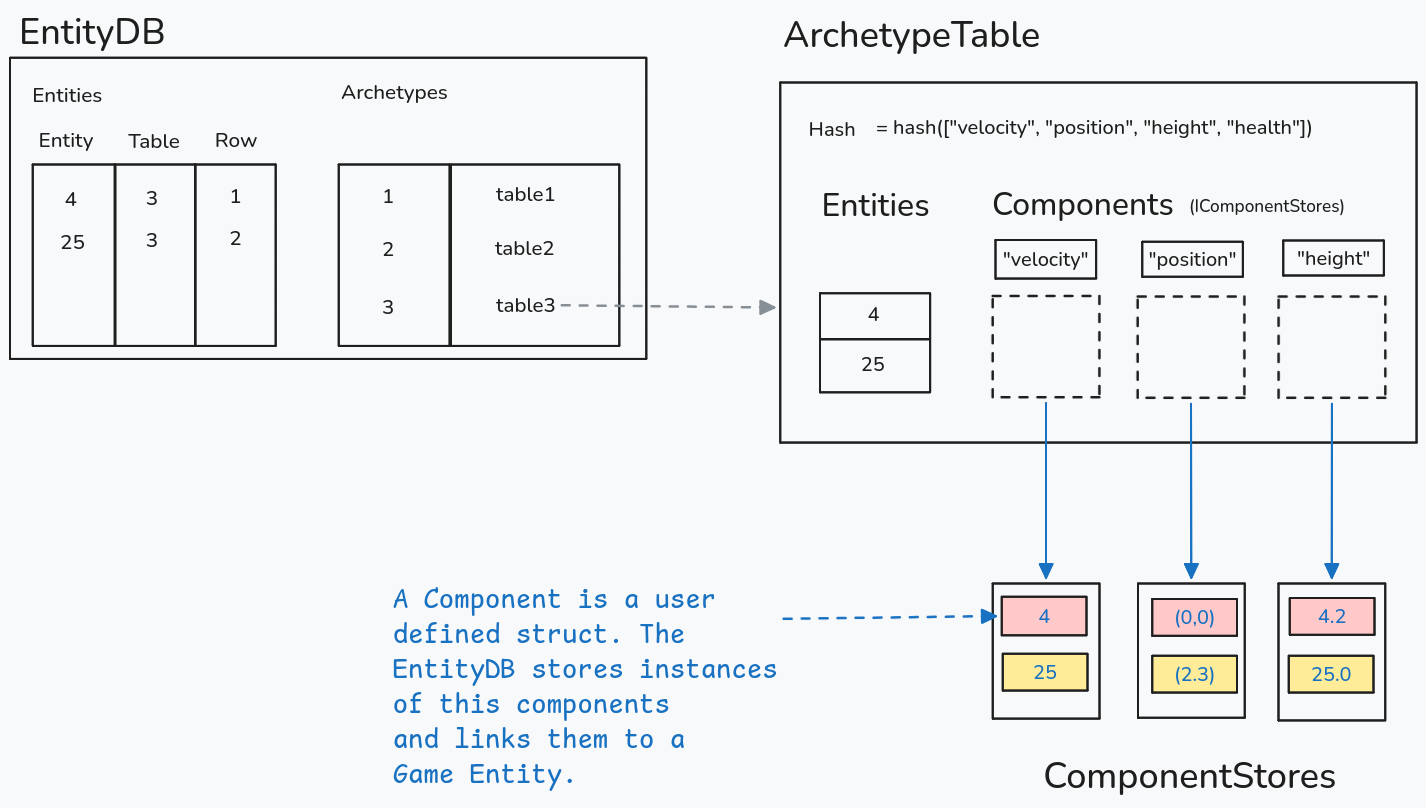 EntityDB
Entities
Archetypes
Entity Table Row
4 3 1
25 3 2
1 table1
2 table2
3 table3
ArchetypeTable
Hash = hash(["velocity", "position", "height", "health"])
Entities
Components (IComponentStores)
"velocity" "position" "height"
4
25
A Component is a user
defined struct. The
EntityDB stores instances
of this components
and links them to a
Game Entity.
4 (0,0) 4.2
25 (2.3) 25.0
ComponentStores